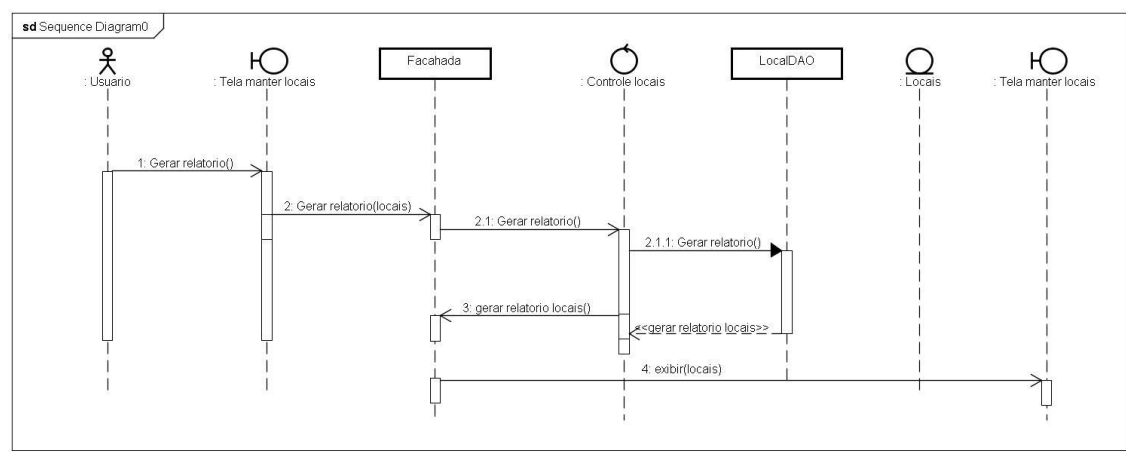 sd Sequence Diagram0
: Usuario
: Tela manter locais
Facahada
: Controle locais
LocalDAO
: Locais
: Tela manter locais
1: Gerar relatorio()
2: Gerar relatorio(locais)
2.1: Gerar relatorio()
2.1.1: Gerar relatorio()
3: gerar relatorio locais()
<<gerar relatorio locais>>
4: exibir(locais)